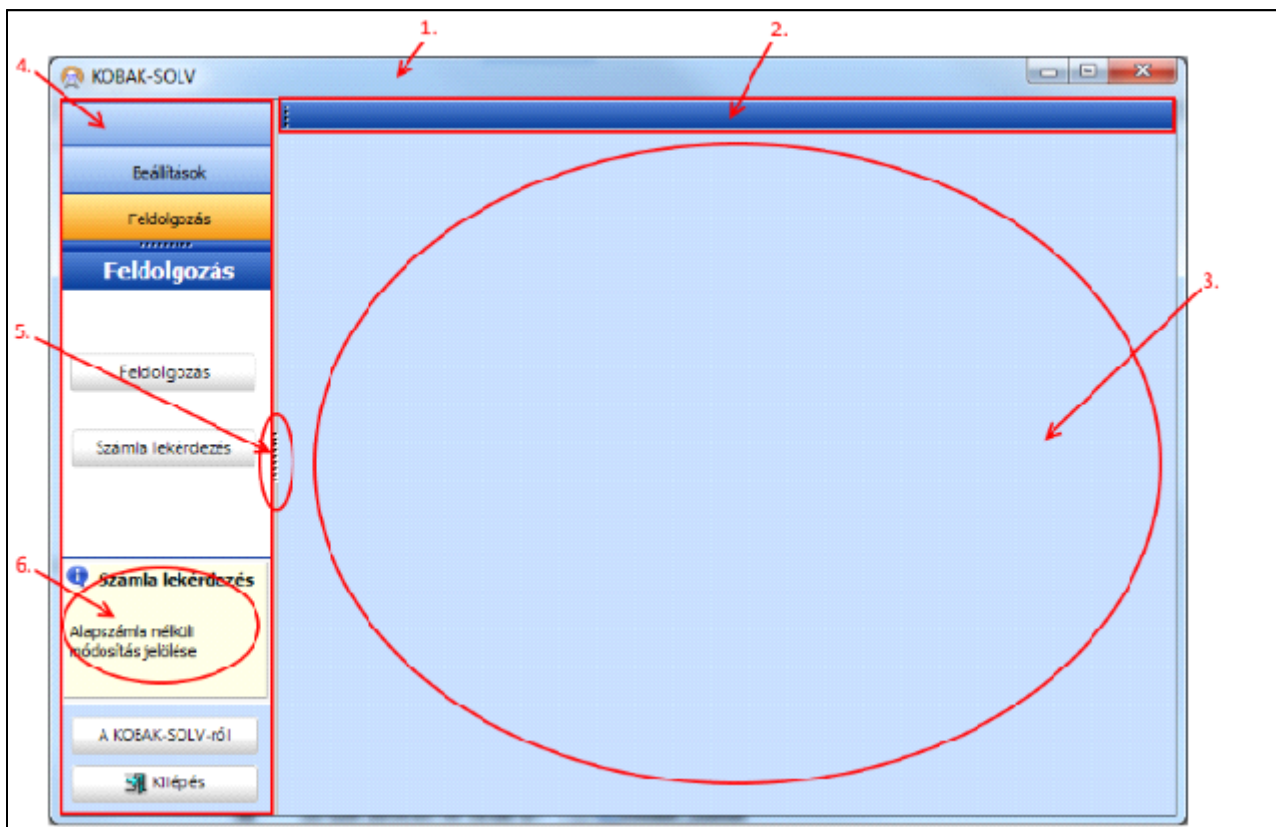 1.
2.
4.
KOBAK-SOLV
Beállítások
Feldolgozás
Feldolgozás
3.
5.
Feldolgozás
Számla lekérdezés
6.
Számla lekérdezés
Alapszámla nélküli
módosítás jelölése
A KOBAK-SOLV-ról
Kilépés